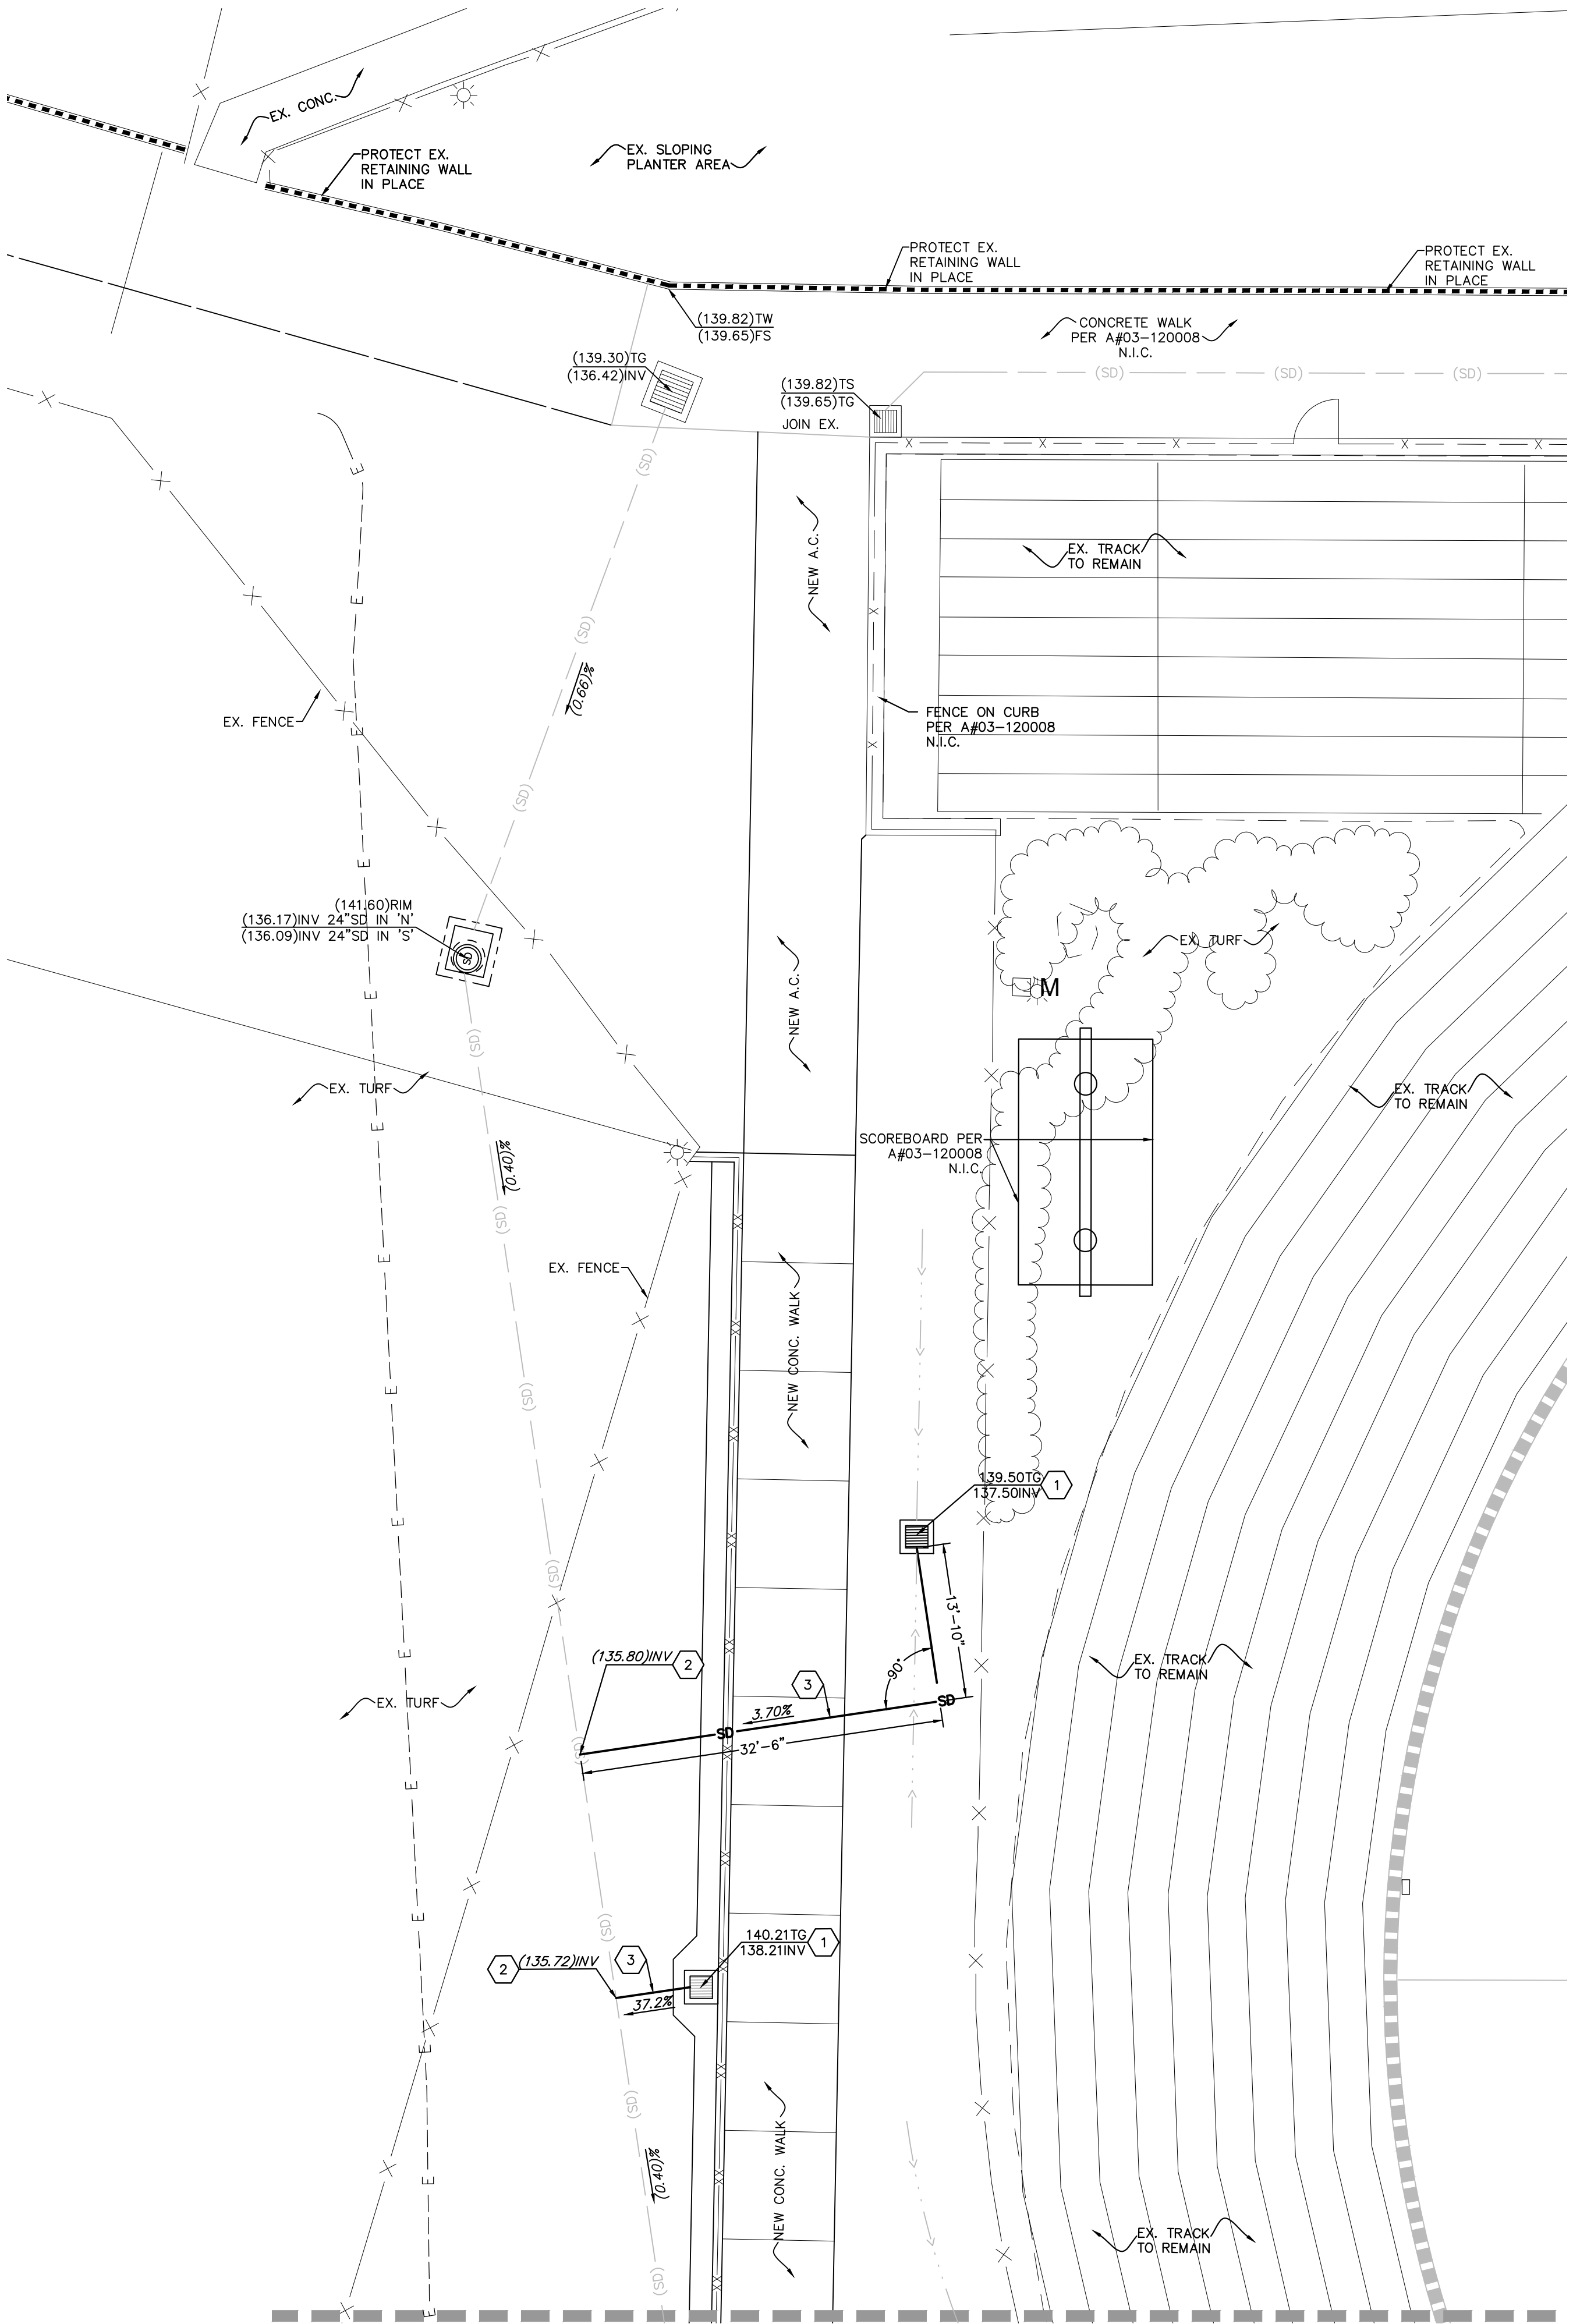 EX. CONC.
PROTECT EX.
RETAINING WALL
IN PLACE
EX. SLOPING
PLANTER AREA
PROTECT EX.
RETAINING WALL
IN PLACE
PROTECT EX.
RETAINING WALL
IN PLACE
(139.82)TW
(139.65)FS
CONCRETE WALK
PER A#03-120008
N.I.C.
(139.30)TG
(136.42)INV
(139.82)TS
(139.65)TG
JOIN EX.
(SD)
(SD)
(SD)
(SD)
E
NEW A.C.
EX. TRACK
TO REMAIN
E
(SD)
(0.66)%
EX. FENCE
FENCE ON CURB
PER A#03-120008
N.I.C.
E
(SD)
E
(141.60)RIM
(136.17)INV 24"SD IN 'N'
(136.09)INV 24"SD IN 'S'
SD
EX. TURF
NEW A.C.
M
E
(SD)
EX. TURF
EX. TRACK
TO REMAIN
E
SCOREBOARD PER
A#03-120008
N.I.C.
(0.40)%
(SD)
E
EX. FENCE
NEW CONC. WALK
E
(SD)
139.50TG
137.50INV
1
E
(SD)
13'-10"
(135.80)INV
2
90°
E
EX. TRACK
TO REMAIN
3
EX. TURF
SD
3.70%
SD
(SD)
32'-6"
E
E
(SD)
140.21TG
138.21INV
1
2
(135.72)INV
3
37.2%
E
(SD)
(0.40)%
E
NEW CONC. WALK
EX. TRACK
TO REMAIN
(SD)
E